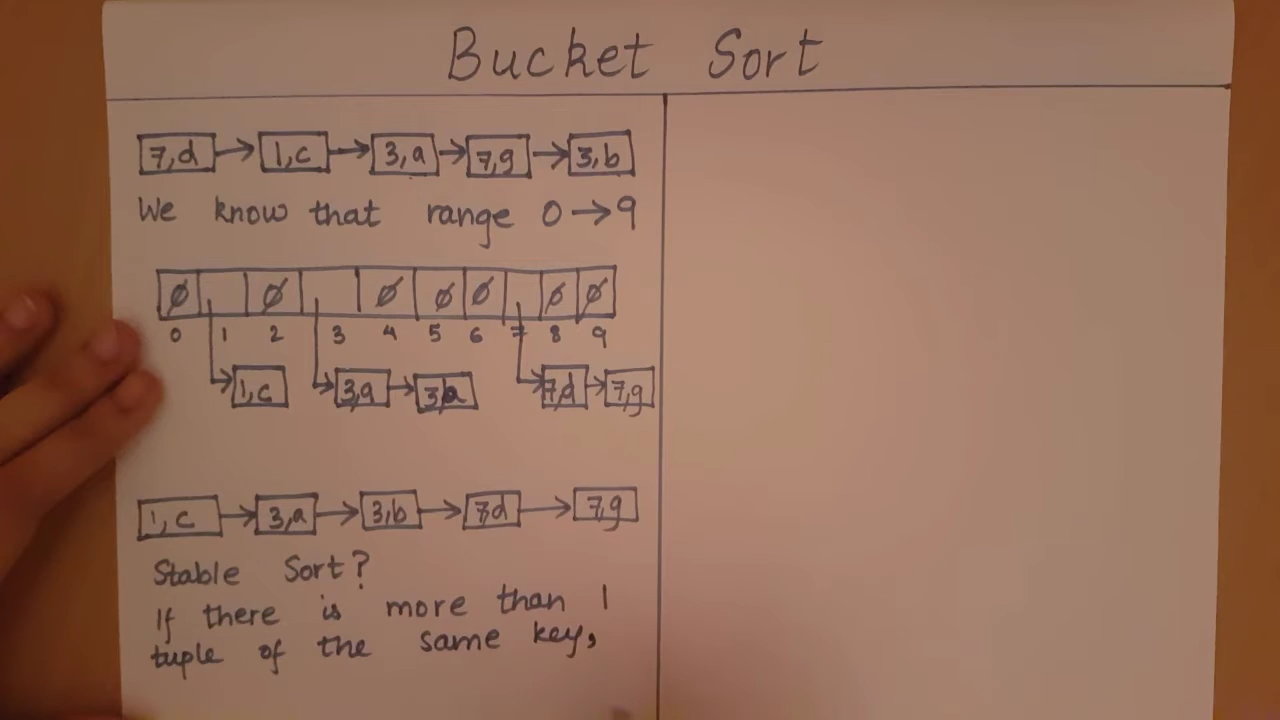 Bucket Sort
7,d → 1,c → 3,a → 7,g → 3,b
We know that range 0 → 9
Ø Ø Ø Ø Ø Ø Ø
0 1 2 3 4 5 6 7 8 9
1,c 3,a → 7,d → 7,g
1,c → 3,a → 3,b → 7,d → 7,g
Stable Sort?
If there is more than 1
tuple of the same key,